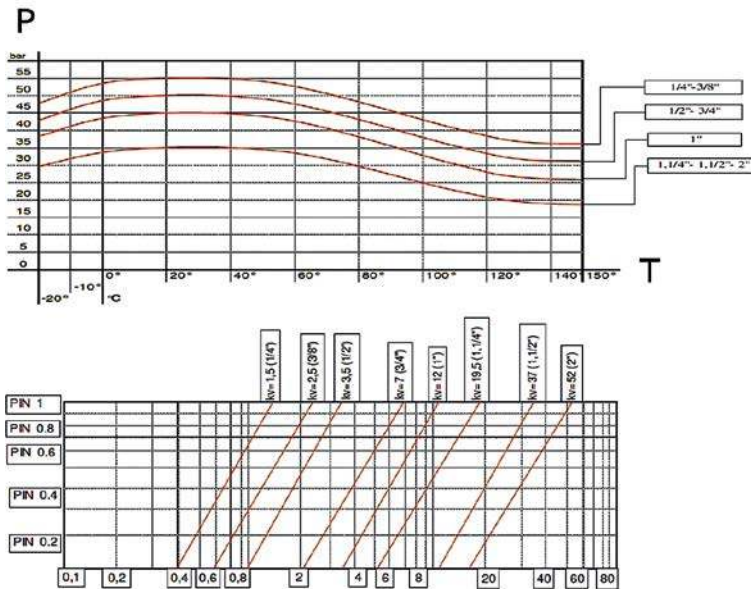 P
bar
55
50
45
40
35
30
25
20
15
10
5
0
-20° -10° °C 0° 20° 40° 60° 80° 100° 120° 140° 150°
T
1/4"-3/8"
1/2"- 3/4"
1"
1,1/4"- 1,1/2"- 2"
kv=1,5 (1/4")
kv=2,5 (3'8")
kv=3,5 (1/2")
kv=7 (3/4")
kv=12 (1")
kv=19,5 (1,1/4")
kv=37 (1,1/2")
kv=52 (2")
PIN 1
PIN 0.8
PIN 0.6
PIN 0.4
PIN 0.2
0,1 0,2 0,4 0,6 0,8 2 4 6 8 20 40 60 80